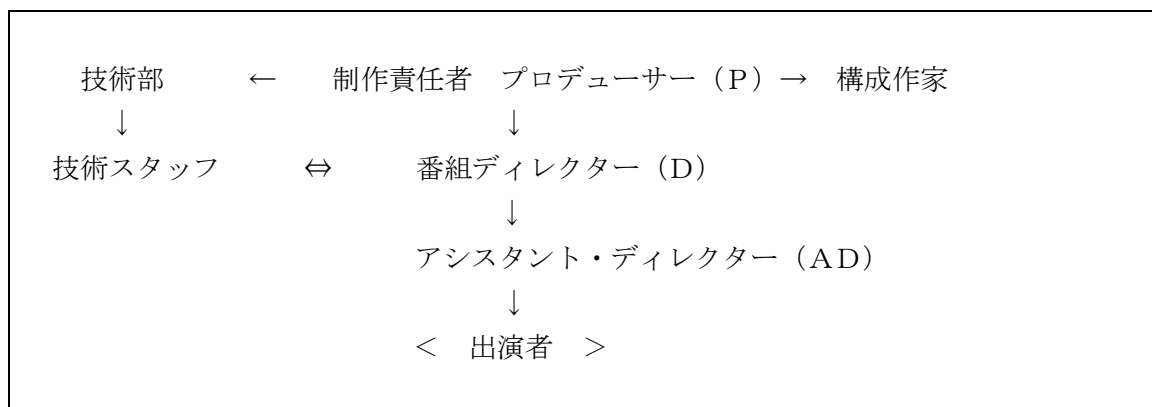 技術部　　←　　制作責任者　プロデューサー（P）→　構成作家
↓　　　　　　　　　　　　↓
技術スタッフ　　　⇔　　　番組ディレクター（D）
↓
アシスタント・ディレクター（AD）
↓
＜　出演者　＞